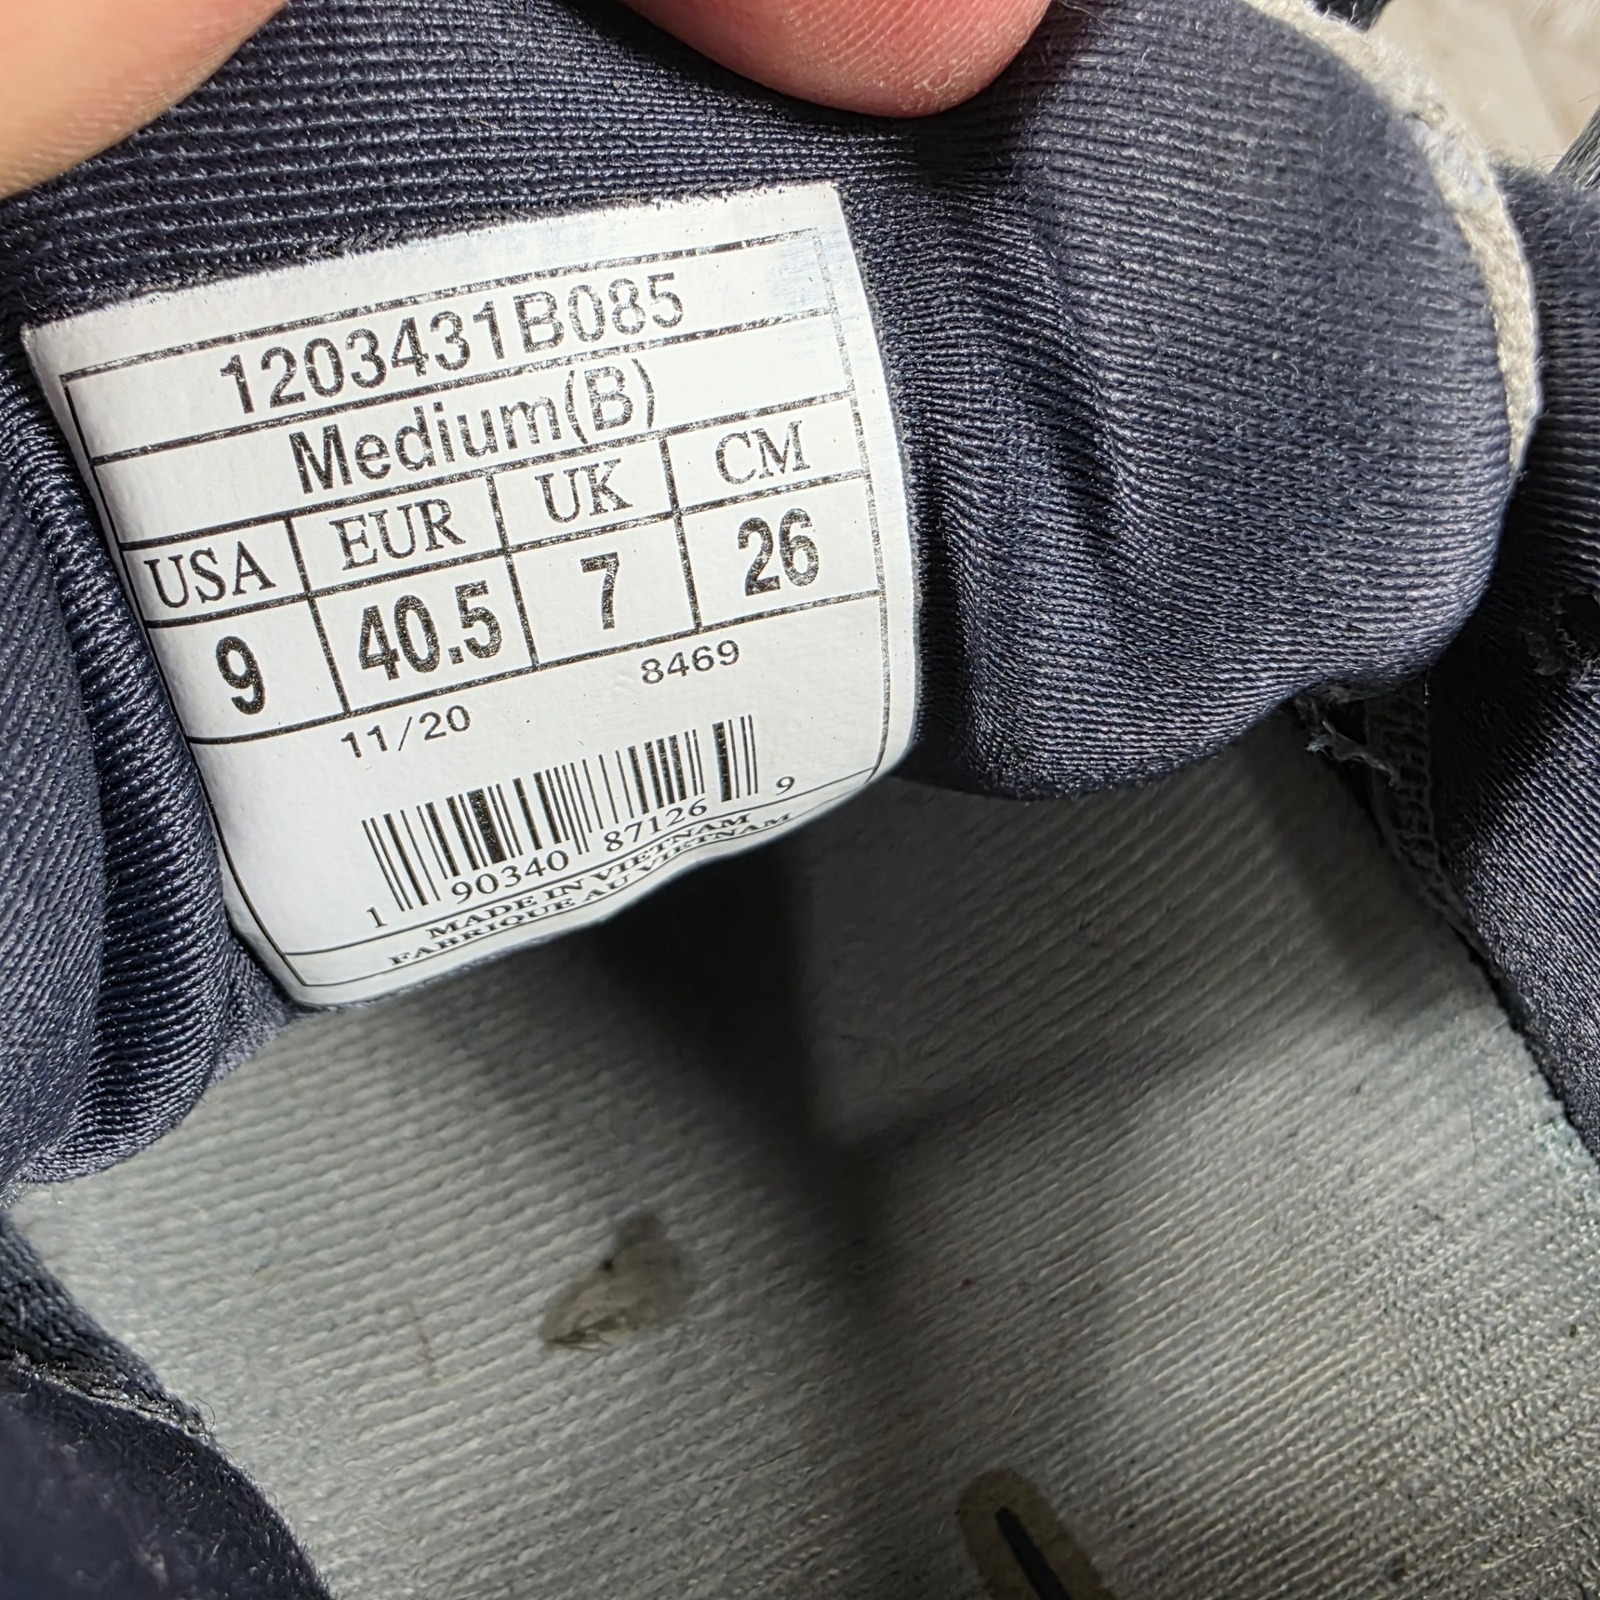 1203431B085
Medium(B)
USA EUR UK CM
9 40.5 7 26
11/20 8469
1 90340 87126 9
MADE IN VIETNAM
FABRIQUE AU VIETNAM